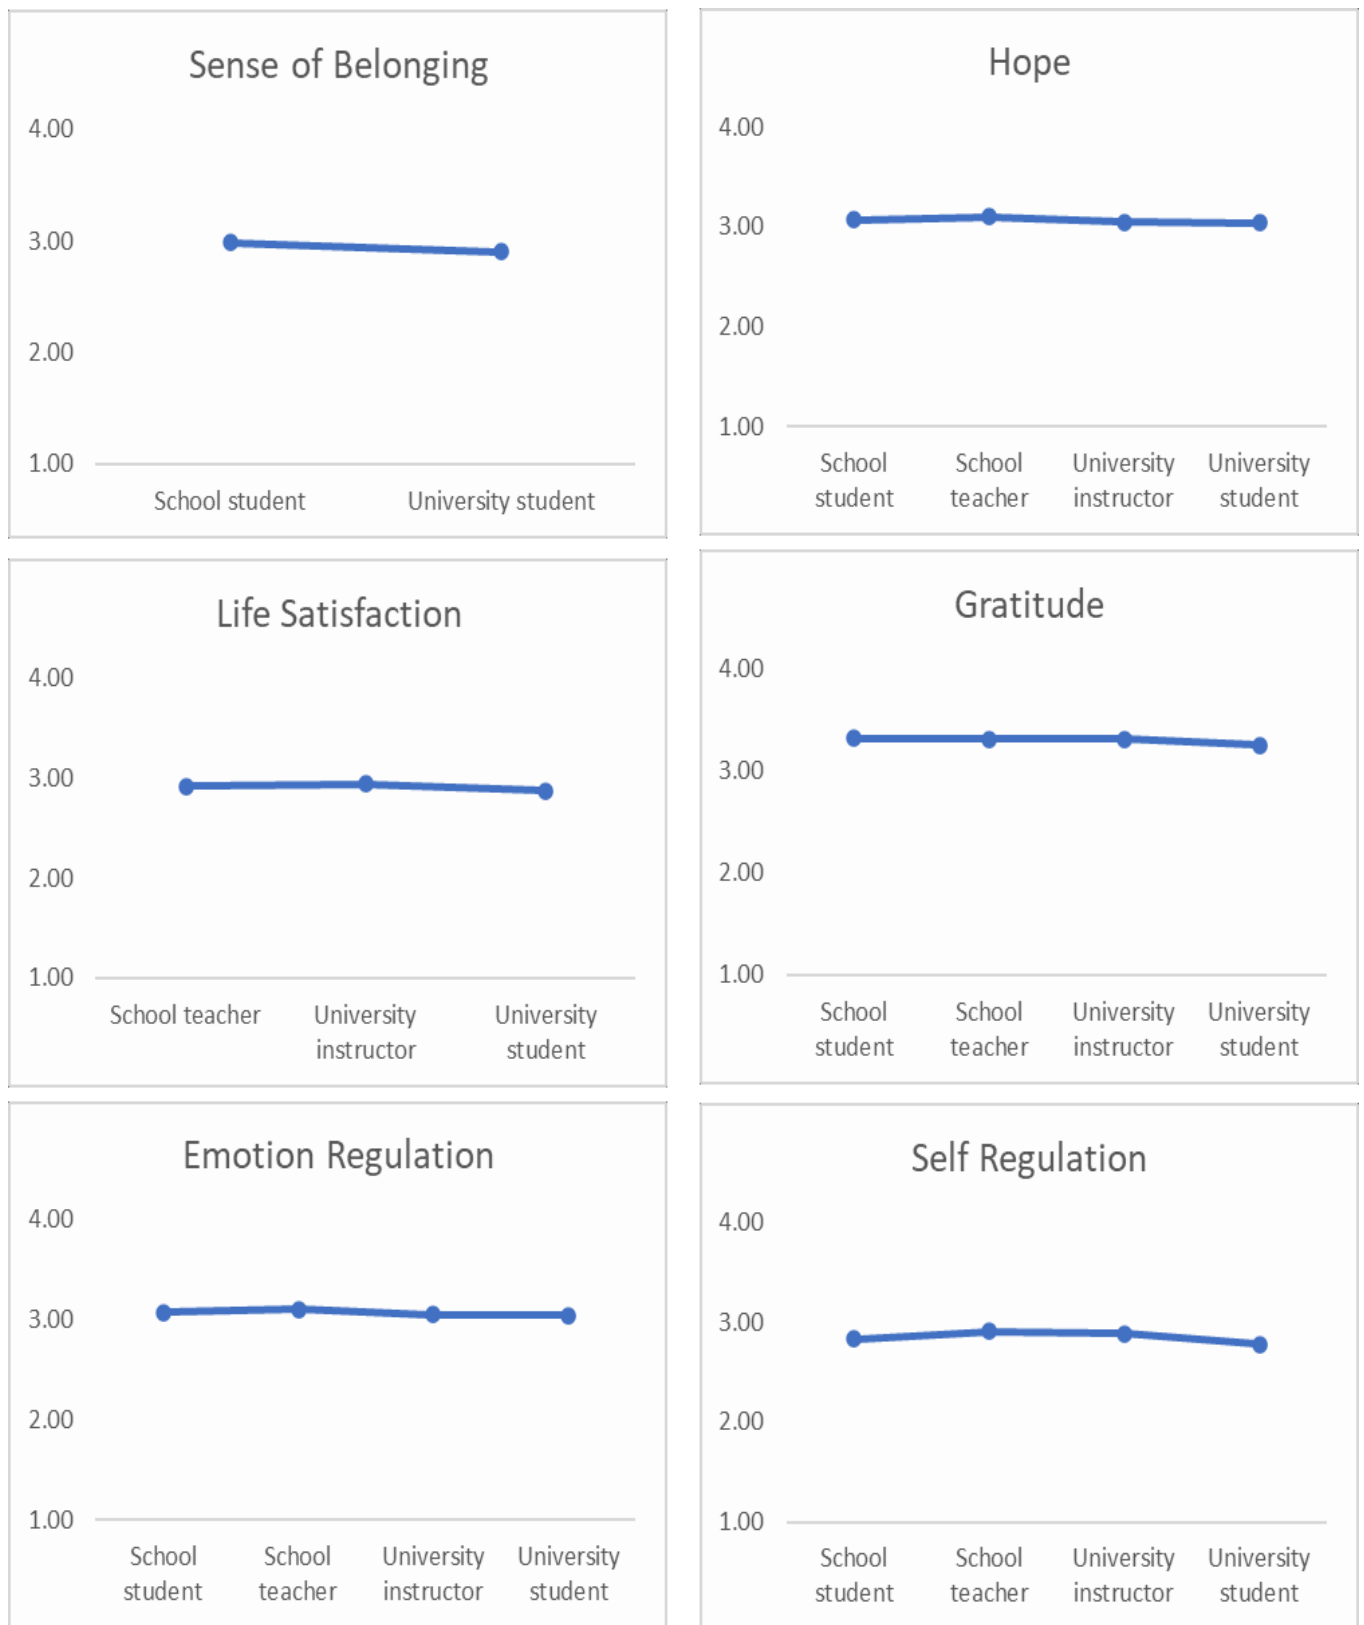 Sense of Belonging
4.00
3.00
2.00
1.00
School student University student
Hope
4.00
3.00
2.00
1.00
School School University University
student teacher instructor student
Life Satisfaction
4.00
3.00
2.00
1.00
School teacher University University
instructor student
Gratitude
4.00
3.00
2.00
1.00
School School University University
student teacher instructor student
Emotion Regulation
4.00
3.00
2.00
1.00
School School University University
student teacher instructor student
Self Regulation
4.00
3.00
2.00
1.00
School School University University
student teacher instructor student